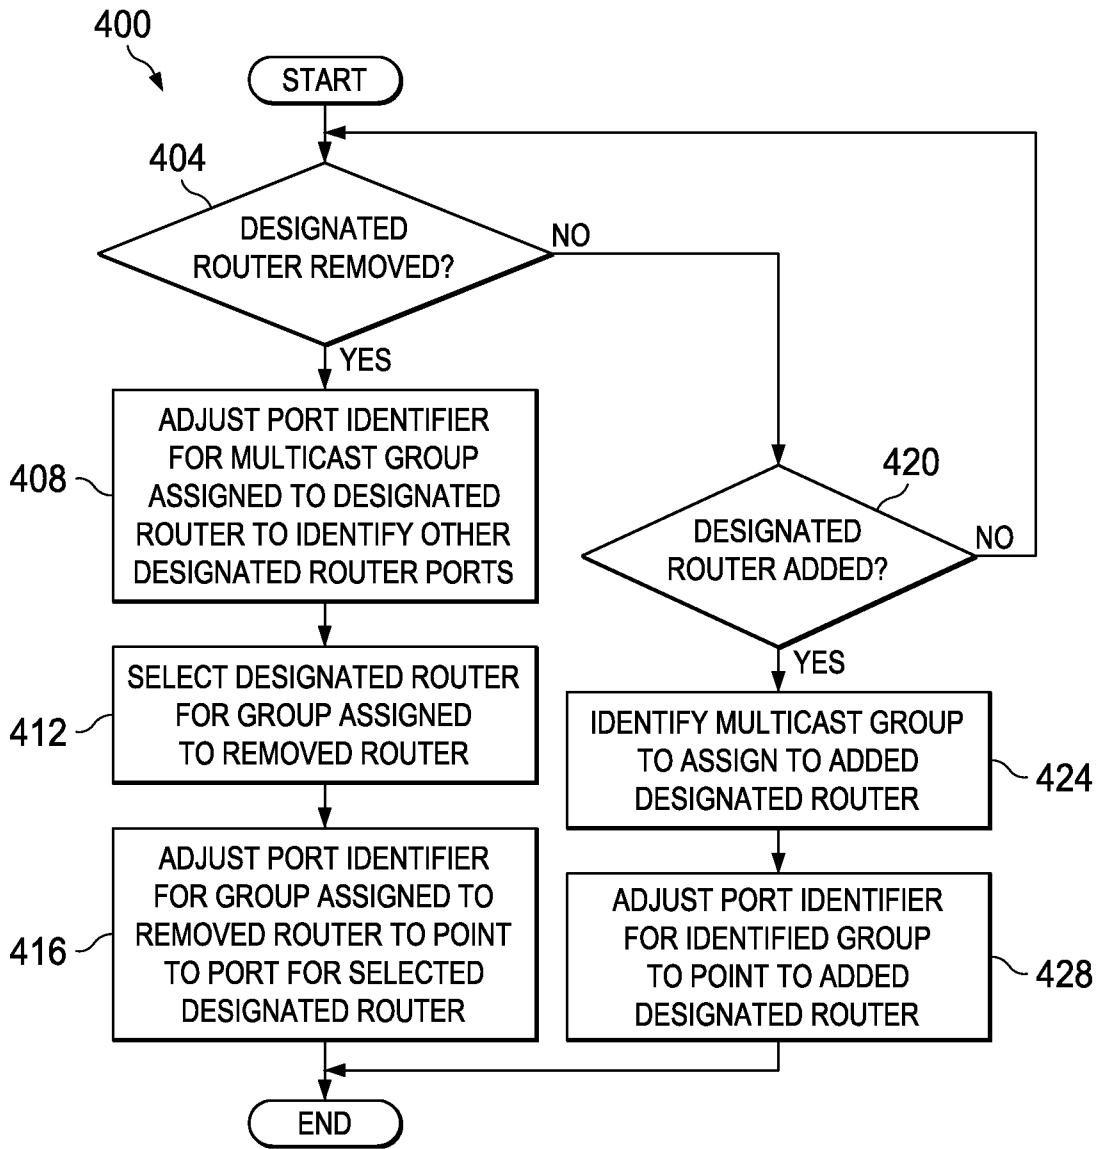 400
START
404
DESIGNATED
ROUTER REMOVED?
NO
YES
408
ADJUST PORT IDENTIFIER
FOR MULTICAST GROUP
ASSIGNED TO DESIGNATED
ROUTER TO IDENTIFY OTHER
DESIGNATED ROUTER PORTS
412
SELECT DESIGNATED ROUTER
FOR GROUP ASSIGNED
TO REMOVED ROUTER
416
ADJUST PORT IDENTIFIER
FOR GROUP ASSIGNED TO
REMOVED ROUTER TO POINT
TO PORT FOR SELECTED
DESIGNATED ROUTER
420
DESIGNATED
ROUTER ADDED?
NO
YES
IDENTIFY MULTICAST GROUP
TO ASSIGN TO ADDED
DESIGNATED ROUTER
424
ADJUST PORT IDENTIFIER
FOR IDENTIFIED GROUP
TO POINT TO ADDED
DESIGNATED ROUTER
428
END